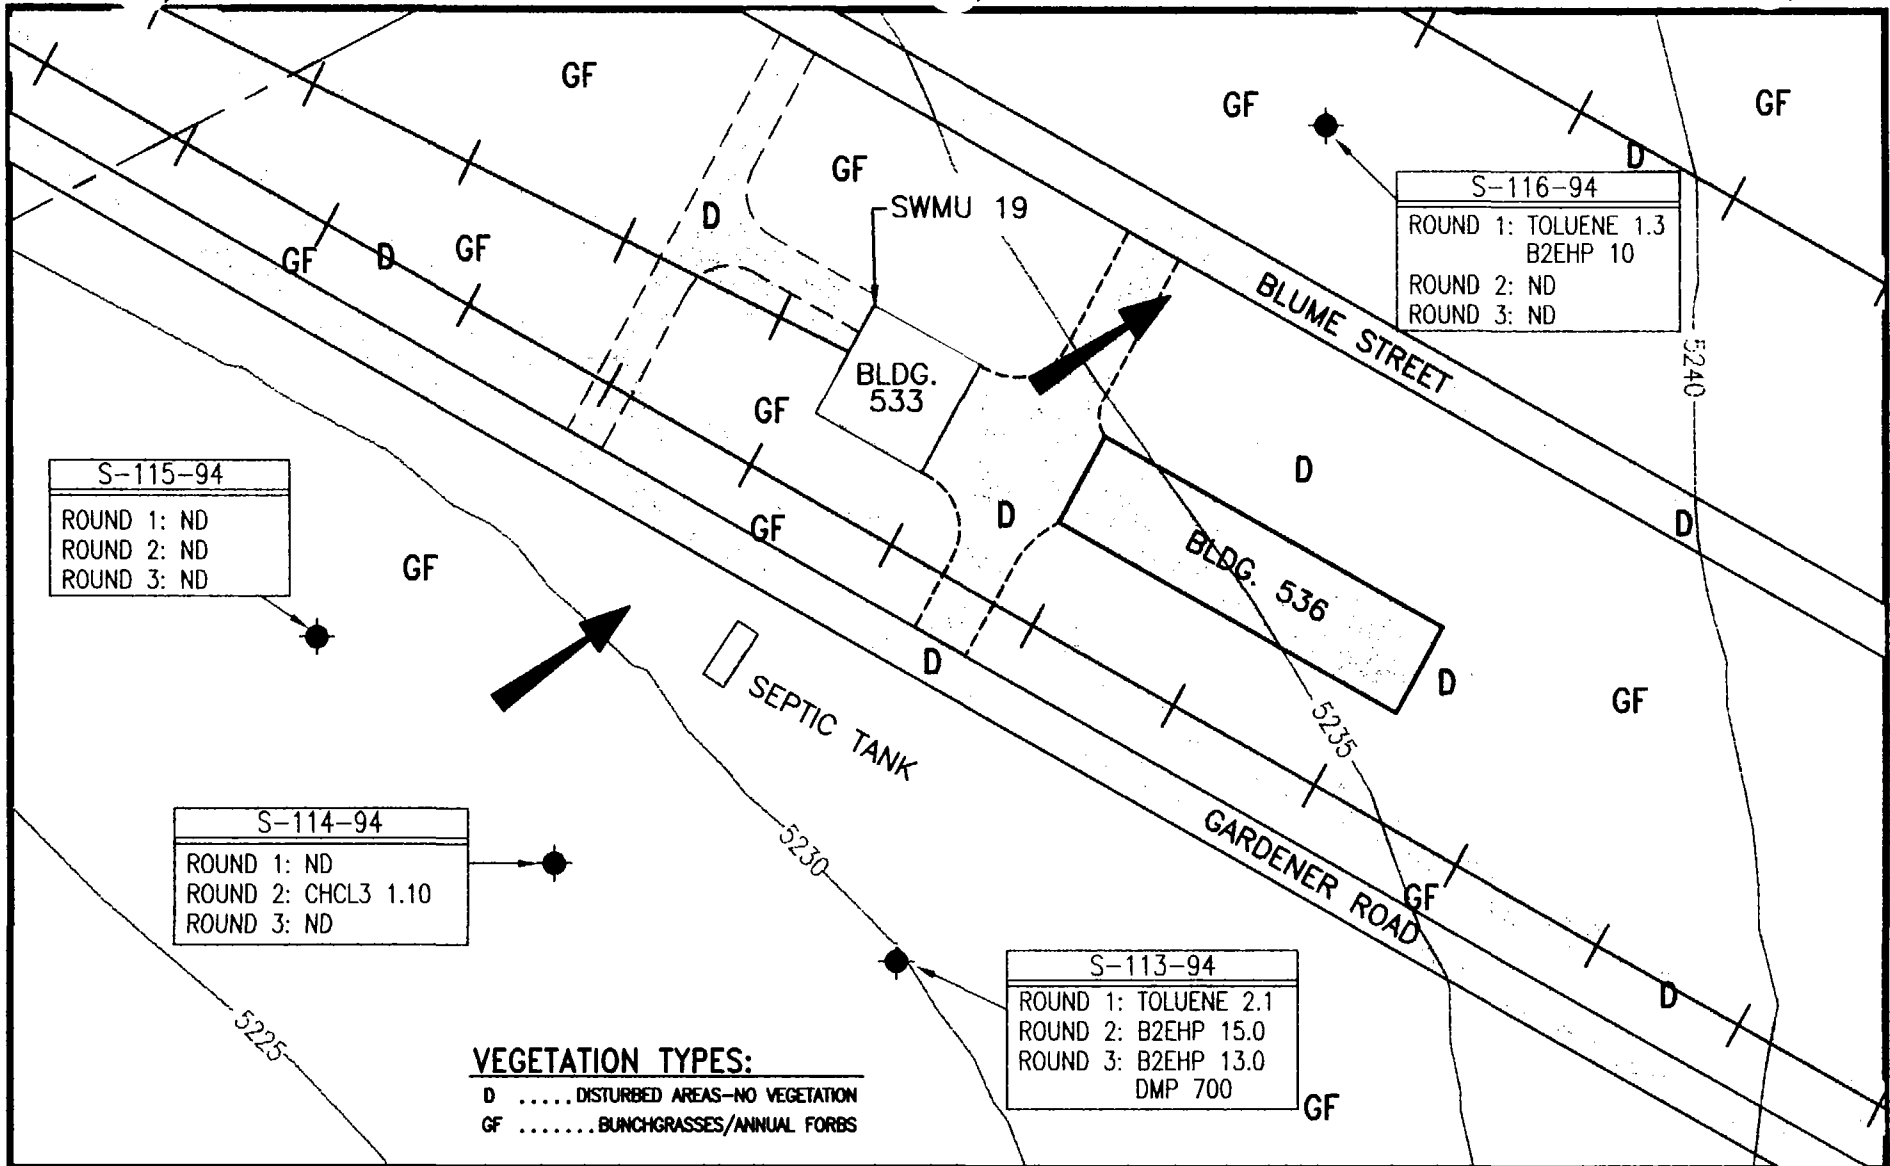 GF
GF
GF
GF
D
S-116-94
ROUND 1: TOLUENE 1.3
B2EHP 10
ROUND 2: ND
ROUND 3: ND
D
SWMU 19
GF
D
GF
BLUME STREET
5240
BLDG.
533
GF
S-115-94
ROUND 1: ND
ROUND 2: ND
ROUND 3: ND
GF
GF
D
D
D
BLDG. 536
D
D
GF
SEPTIC TANK
5235
S-114-94
ROUND 1: ND
ROUND 2: CHCL3 1.10
ROUND 3: ND
5230
GARDENER ROAD
GF
S-113-94
ROUND 1: TOLUENE 2.1
ROUND 2: B2EHP 15.0
ROUND 3: B2EHP 13.0
DMP 700
D
GF
5225
VEGETATION TYPES:
D ..... DISTURBED AREAS-NO VEGETATION
GF ....... BUNCHGRASSES/ANNUAL FORBS